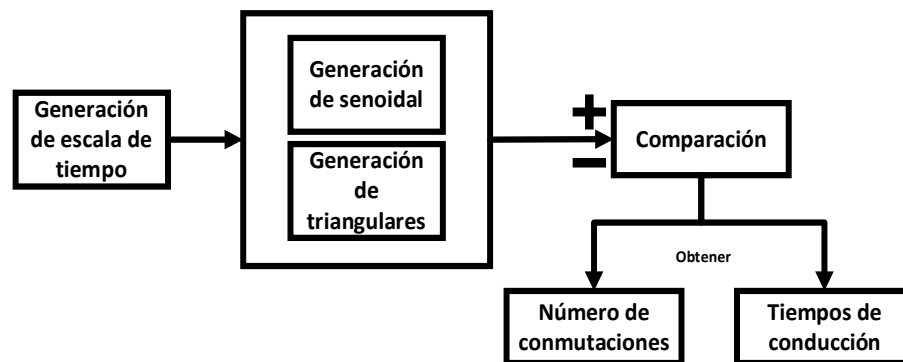 Generación
de escala de
tiempo
Generación
de senoidal
Generación
de
triangulares
+
−
Comparación
Obtener
Número de
conmutaciones
Tiempos de
conducción